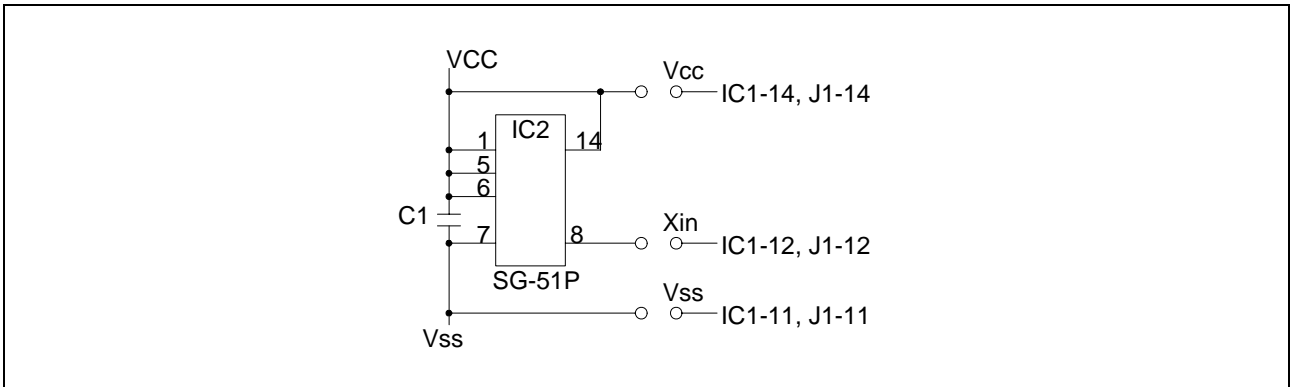 VCC
Vcc
IC1-14, J1-14
IC2
1
14
5
6
C1
7
8
Xin
IC1-12, J1-12
SG-51P
Vss
IC1-11, J1-11
Vss